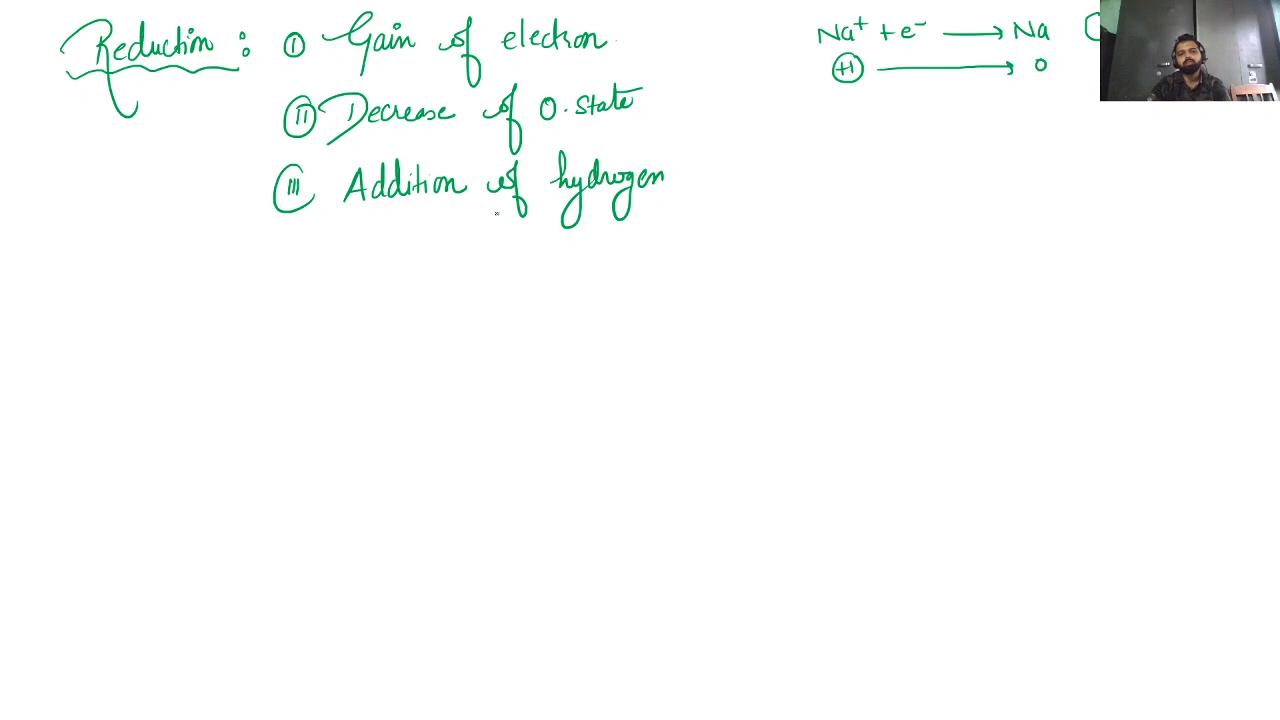 Reduction : (I) Gain of electron.
(II) Decrease of O. state
(III) Addition of hydrogen
Na⁺ + e⁻ ⟶ Na
+1 ⟶ 0